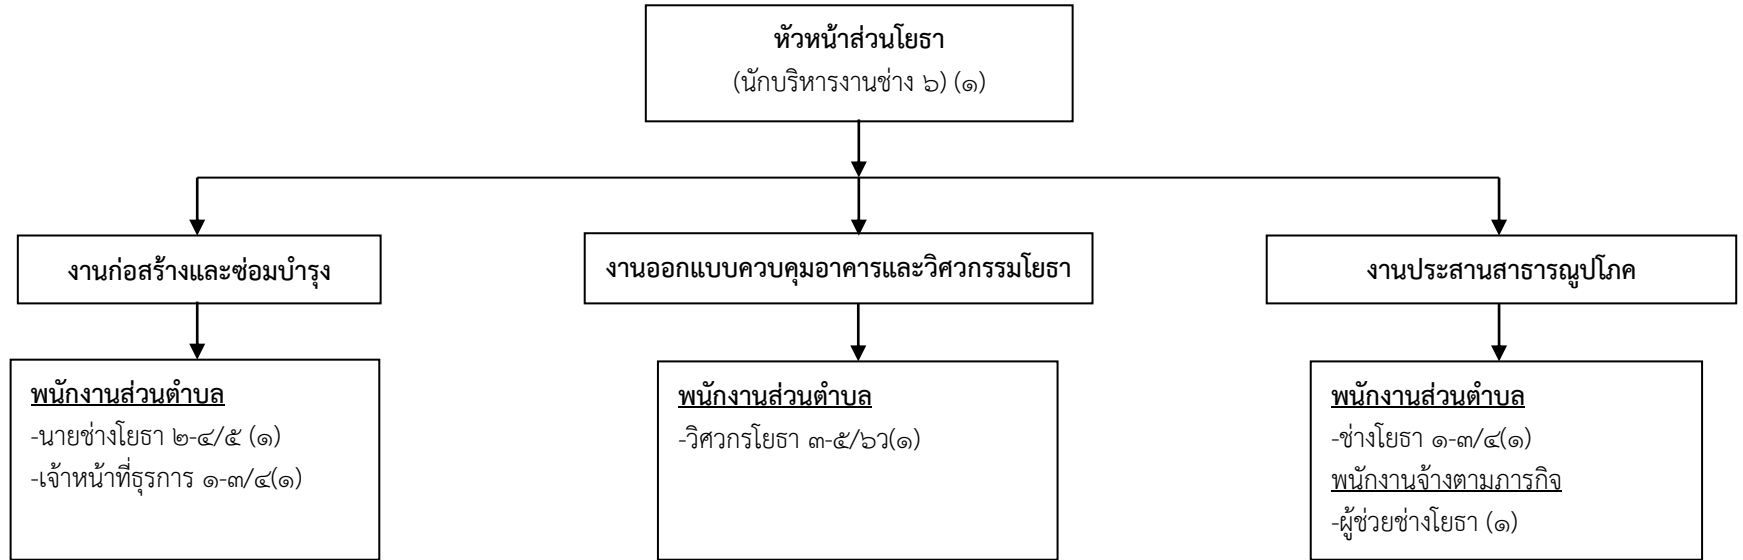 หัวหน้าส่วนโยธา
(นักบริหารงานช่าง ๖) (๑)
งานก่อสร้างและซ่อมบำรุง
งานออกแบบควบคุมอาคารและวิศวกรรมโยธา
งานประสานสาธารณูปโภค
พนักงานส่วนตำบล
-นายช่างโยธา ๒-๔/๕ (๑)
-เจ้าหน้าที่ธุรการ ๑-๓/๔(๑)
พนักงานส่วนตำบล
-วิศวกรโยธา ๓-๕/๖ว(๑)
พนักงานส่วนตำบล
-ช่างโยธา ๑-๓/๔(๑)
พนักงานจ้างตามภารกิจ
-ผู้ช่วยช่างโยธา (๑)